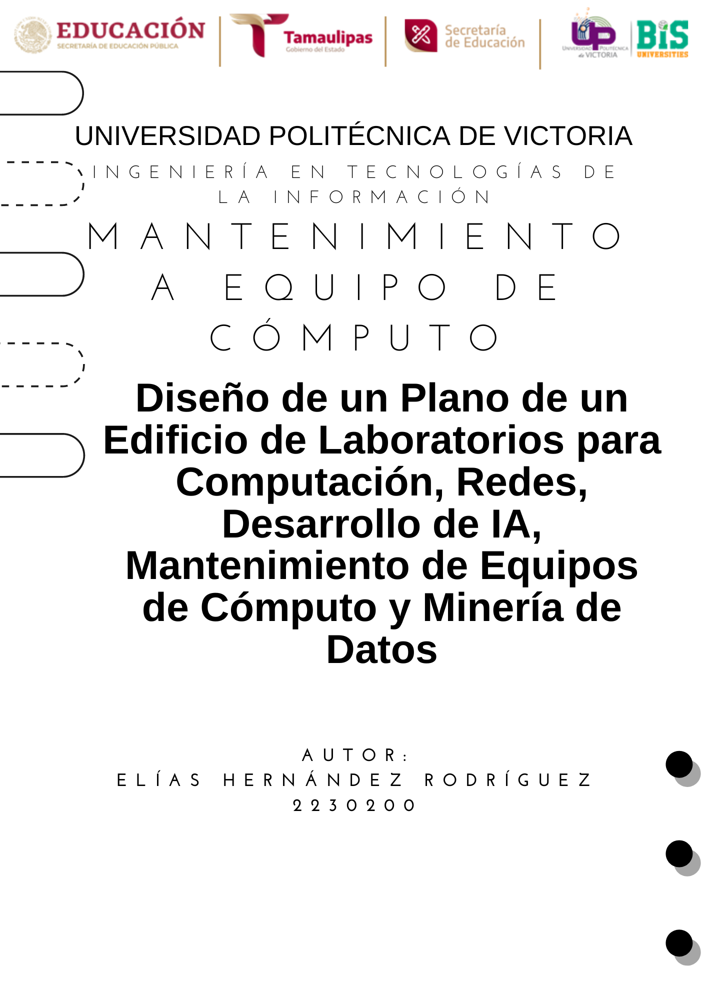 EDUCACIÓN
SECRETARÍA DE EDUCACIÓN PÚBLICA
Tamaulipas
Gobierno del Estado
Secretaría
de Educación
UP
UNIVERSIDAD POLITÉCNICA
de VICTORIA
BiS
UNIVERSITIES
UNIVERSIDAD POLITÉCNICA DE VICTORIA
INGENIERÍA EN TECNOLOGÍAS DE
LA INFORMACIÓN
MANTENIMIENTO
A EQUIPO DE
CÓMPUTO
Diseño de un Plano de un
Edificio de Laboratorios para
Computación, Redes,
Desarrollo de IA,
Mantenimiento de Equipos
de Cómputo y Minería de
Datos
AUTOR:
ELÍAS HERNÁNDEZ RODRÍGUEZ
2230200